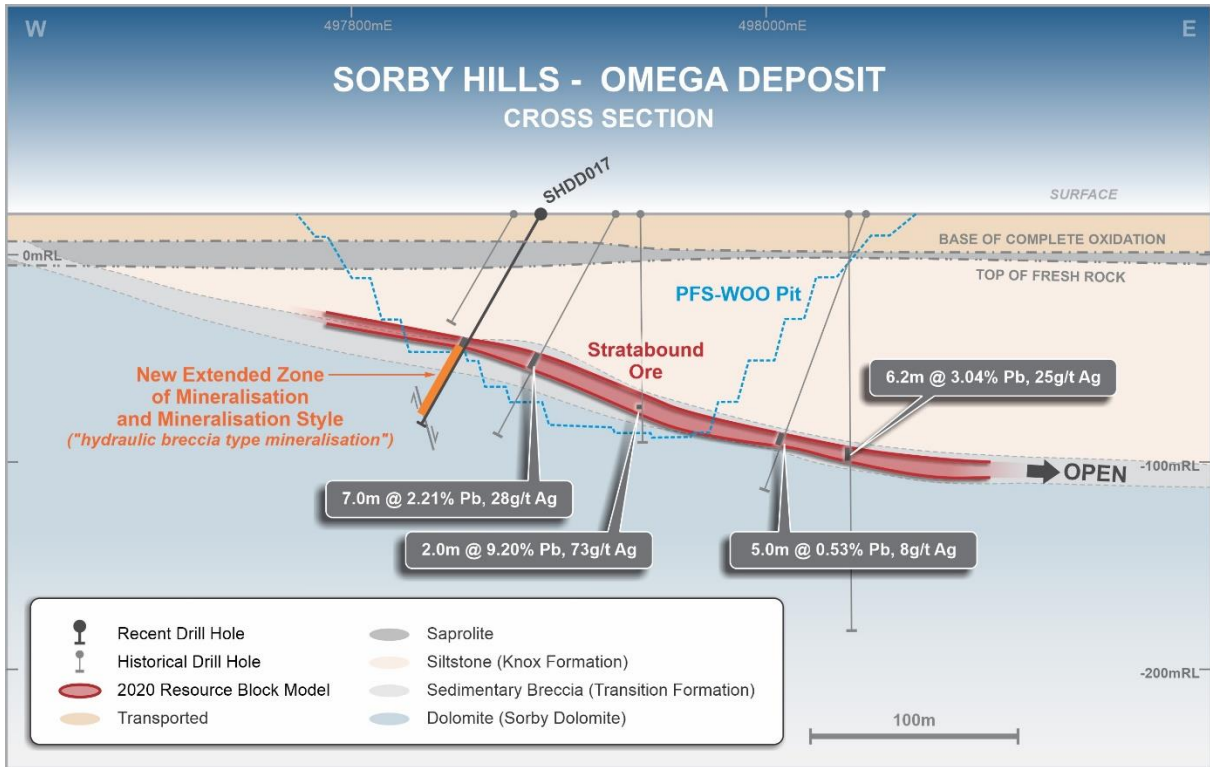 W
497800mE
498000mE
E
SORBY HILLS - OMEGA DEPOSIT
CROSS SECTION
SHDD017
SURFACE
BASE OF COMPLETE OXIDATION
0mRL
TOP OF FRESH ROCK
PFS-WOO Pit
Stratabound
Ore
New Extended Zone
of Mineralisation
and Mineralisation Style
("hydraulic breccia type mineralisation")
6.2m @ 3.04% Pb, 25g/t Ag
-100mRL
OPEN
7.0m @ 2.21% Pb, 28g/t Ag
2.0m @ 9.20% Pb, 73g/t Ag
5.0m @ 0.53% Pb, 8g/t Ag
Recent Drill Hole
Historical Drill Hole
2020 Resource Block Model
Transported
Saprolite
Siltstone (Knox Formation)
Sedimentary Breccia (Transition Formation)
Dolomite (Sorby Dolomite)
-200mRL
100m